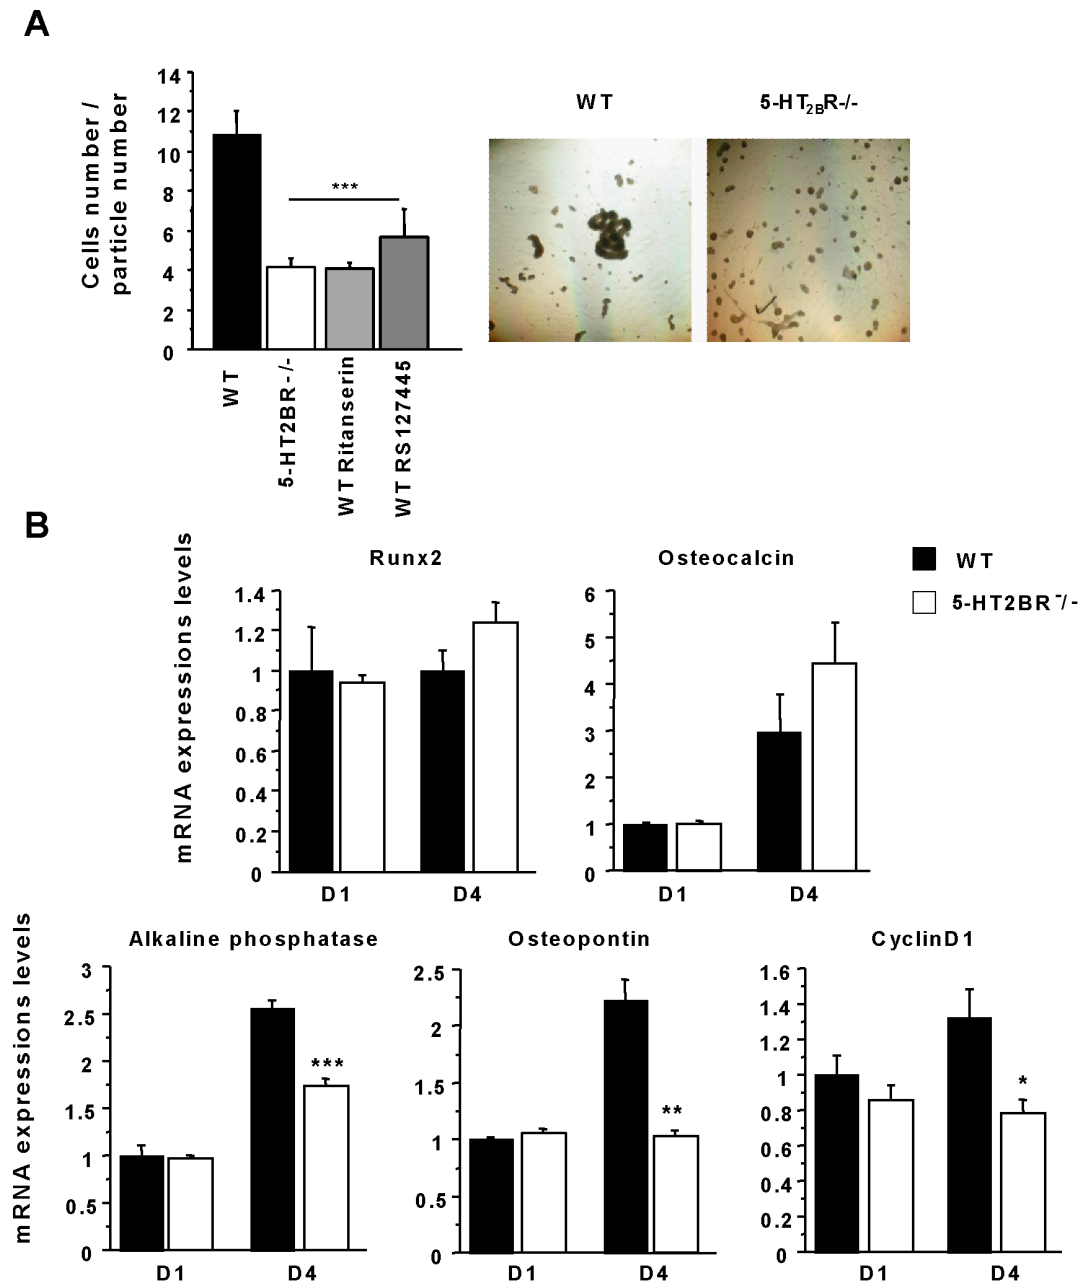 A
Cells number /
particle number
14
12
10
8
6
4
2
0
***
WT
5-HT2BR-/-
WT Ritanserin
WT RS127445
WT
5-HT2BR-/-
B
mRNA expressions levels
Runx2
1.4
1.2
1
0.8
0.6
0.4
0.2
0
D1
D4
Osteocalcin
6
5
4
3
2
1
0
D1
D4
WT
5-HT2BR-/-
mRNA expressions levels
Alkaline phosphatase
3
2.5
2
1.5
1
0.5
0
***
D1
D4
Osteopontin
2.5
2
1.5
1
0.5
0
**
D1
D4
CyclinD1
1.6
1.4
1.2
1
0.8
0.6
0.4
0.2
0
*
D1
D4